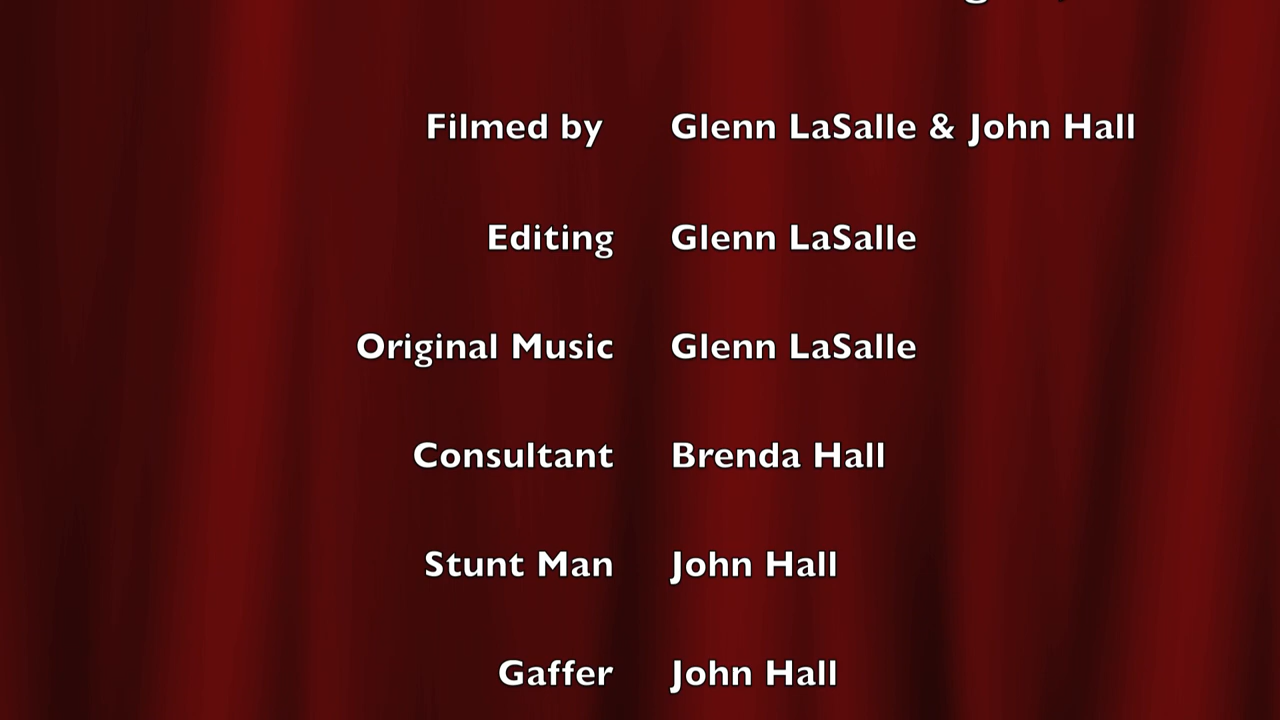 Filmed by Glenn LaSalle & John Hall
Editing Glenn LaSalle
Original Music Glenn LaSalle
Consultant Brenda Hall
Stunt Man John Hall
Gaffer John Hall